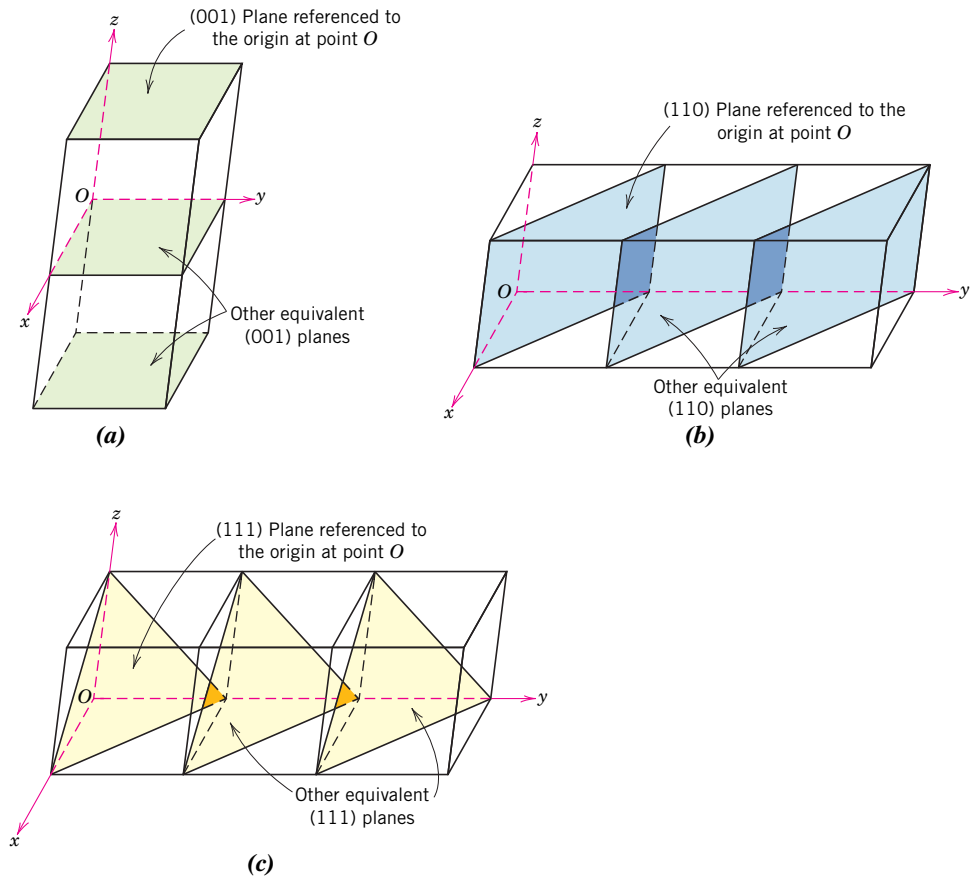 z
(001) Plane referenced to
the origin at point O
O
y
x
Other equivalent
(001) planes
(a)
z
(110) Plane referenced to the
origin at point O
O
y
x
Other equivalent
(110) planes
(b)
z
(111) Plane referenced to
the origin at point O
O
y
x
Other equivalent
(111) planes
(c)